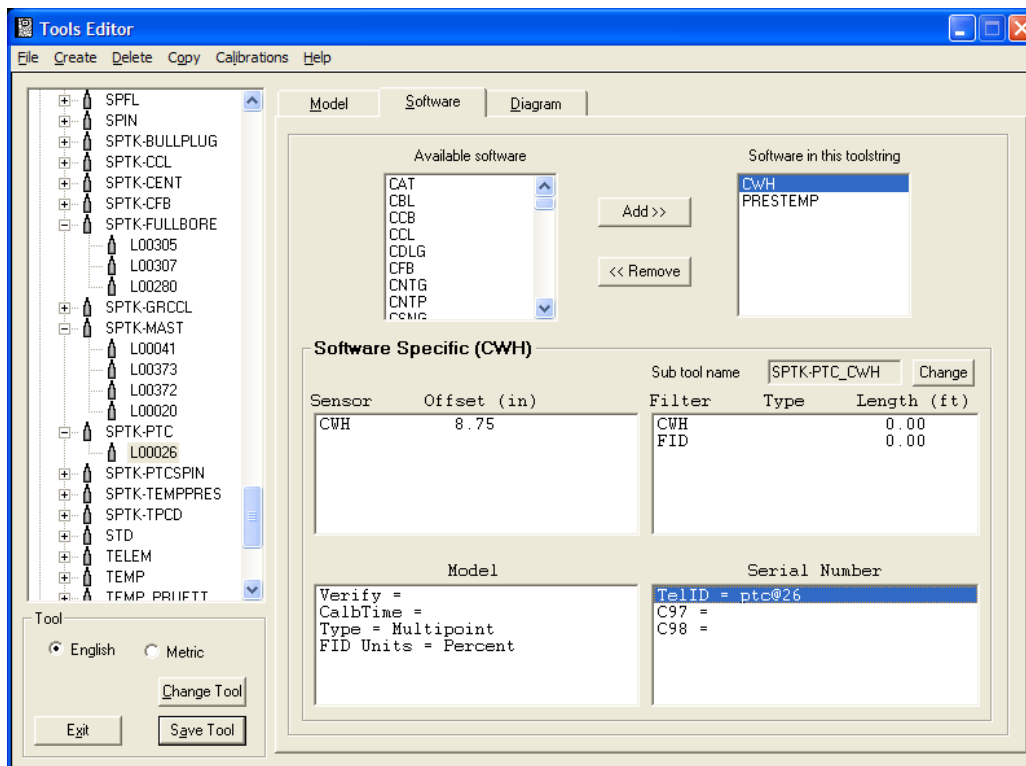 Tools Editor
File Create Delete Copy Calibrations Help
SPFL
SPIN
SPTK-BULLPLUG
SPTK-CCL
SPTK-CENT
SPTK-CFB
SPTK-FULLBORE
L00305
L00307
L00280
SPTK-GRCCL
SPTK-MAST
L00041
L00373
L00372
L00020
SPTK-PTC
L00026
SPTK-PTCSPIN
SPTK-TEMPPRES
SPTK-TPCD
STD
TELEM
TEMP
TEMP_PRUETT
Tool
English Metric
Change Tool
Exit Save Tool
Model Software Diagram
Available software
CAT
CBL
CCB
CCL
CDLG
CFB
CNTG
CNTP
CSNG
Add >>
<< Remove
Software in this toolstring
CWH
PRESTEMP
Software Specific (CWH)
Sub tool name SPTK-PTC_CWH Change
Sensor Offset (in)
CWH 8.75
Filter Type Length (ft)
CWH 0.00
FID 0.00
Model
Verify =
CalbTime =
Type = Multipoint
FID Units = Percent
Serial Number
TelID = ptc@26
C97 =
C98 =